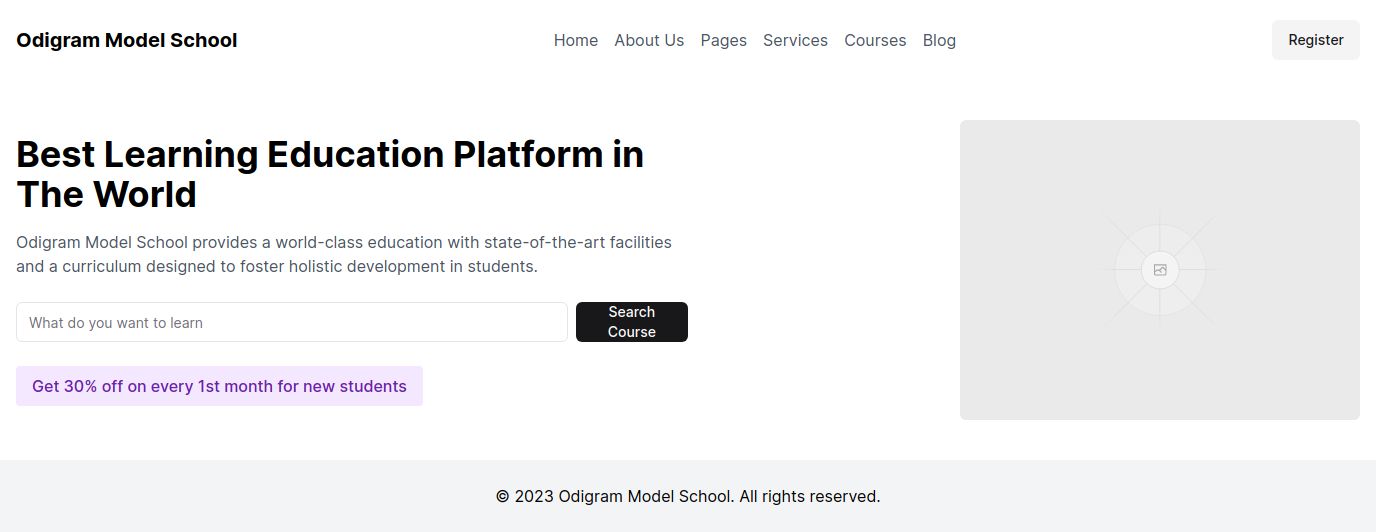 Odigram Model School
Home About Us Pages Services Courses Blog
Register
Best Learning Education Platform in
The World
Odigram Model School provides a world-class education with state-of-the-art facilities
and a curriculum designed to foster holistic development in students.
What do you want to learn
Search
Course
Get 30% off on every 1st month for new students
© 2023 Odigram Model School. All rights reserved.